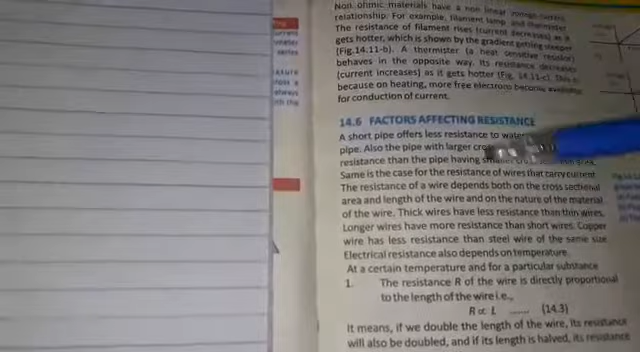 Non ohmic materials have a non linear
relationship. For example, filament lamp and thermister
The resistance of filament rises (current decreases) as it
gets hotter, which is shown by the gradient getting steeper
(Fig.14.11-b). A thermister (a heat sensitive resistor)
behaves in the opposite way. Its resistance decreases
(current increases) as it gets hotter (Fig. 14.11-c). This is
because on heating, more free electrons become available
for conduction of current.
14.6 FACTORS AFFECTING RESISTANCE
A short pipe offers less resistance to water
pipe. Also the pipe with larger
resistance than the pipe having smaller
Same is the case for the resistance of wires that carry current
The resistance of a wire depends both on the cross sectional
area and length of the wire and on the nature of the material
of the wire. Thick wires have less resistance than thin wires.
Longer wires have more resistance than short wires. Copper
wire has less resistance than steel wire of the same size
Electrical resistance also depends on temperature.
At a certain temperature and for a particular substance
1. The resistance R of the wire is directly proportional
to the length of the wire i.e.,
R ∝ L ...... (14.3)
It means, if we double the length of the wire, its resistance
will also be doubled, and if its length is halved, its resistance